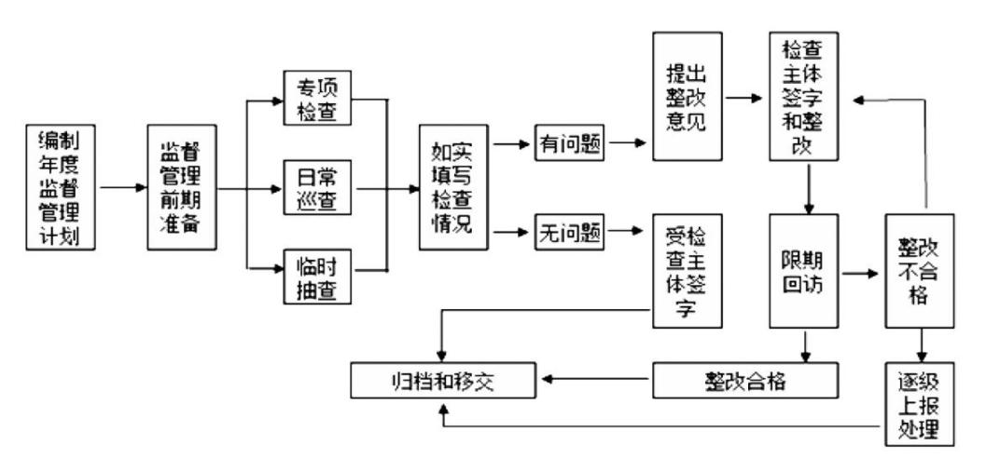 编制
年度
监督
管理
计划
监督
管理
前期
准备
专项
检查
日常
巡查
临时
抽查
如实
填写
检查
情况
有问题
无问题
提出
整改
意见
受检
查主
体签
字
检查
主体
签字
和整
改
限期
回访
整改
不合
格
归档和移交
整改合格
逐级
上报
处理